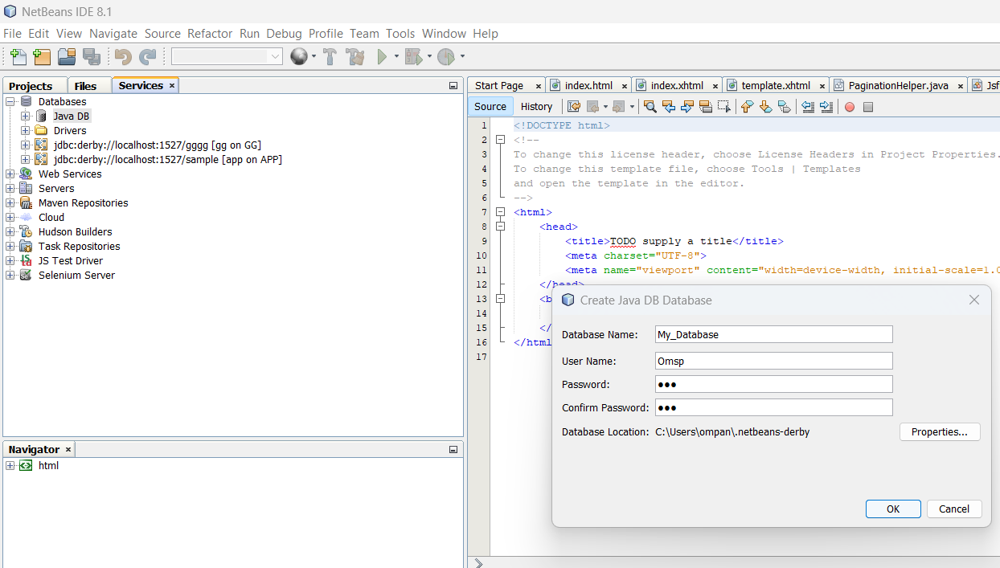 NetBeans IDE 8.1
File Edit View Navigate Source Refactor Run Debug Profile Team Tools Window Help
Projects Files Services
Databases
Java DB
Drivers
jdbc:derby://localhost:1527/gggg [gg on GG]
jdbc:derby://localhost:1527/sample [app on APP]
Web Services
Servers
Maven Repositories
Cloud
Hudson Builders
Task Repositories
JS Test Driver
Selenium Server
Navigator
html
Start Page index.html index.xhtml template.xhtml PaginationHelper.java Jsf
Source History
1 <!DOCTYPE html>
2 <!--
3 To change this license header, choose License Headers in Project Properties.
4 To change this template file, choose Tools | Templates
5 and open the template in the editor.
6 -->
7 <html>
8 <head>
9 <title>TODO supply a title</title>
10 <meta charset="UTF-8">
11 <meta name="viewport" content="width=device-width, initial-scale=1.0
12 </head>
13 <b
14
15 </
16 </html
17
Create Java DB Database
Database Name: My_Database
User Name: Omsp
Password: ●●●
Confirm Password: ●●●
Database Location: C:\Users\ompan\.netbeans-derby
Properties...
OK Cancel